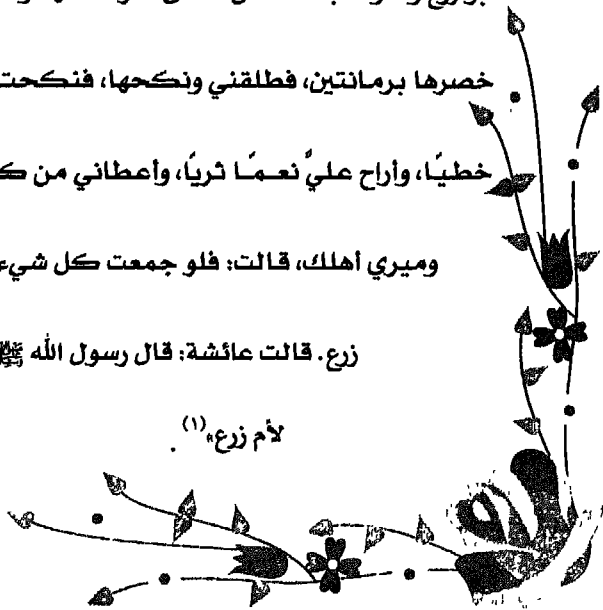 خصرها برمانتين، فطلقني ونكحها، فنكحت
خطيًا، وأراح عليَّ نعمًا ثريًا، وأعطاني من
وميري أهلك، قالت: فلو جمعت كل شيء
زرع. قالت عائشة: قال رسول الله ﷺ
لأم زرع»(١).